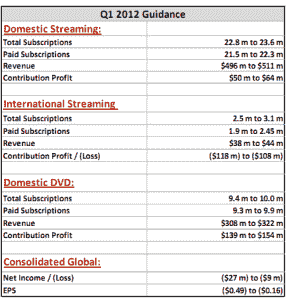 Q1 2012 Guidance
Domestic Streaming:
Total Subscriptions 22.8 m to 23.6 m
Paid Subscriptions 21.5 m to 22.3 m
Revenue $496 m to $511 m
Contribution Profit $50 m to $64 m
International Streaming
Total Subscriptions 2.5 m to 3.1 m
Paid Subscriptions 1.9 m to 2.45 m
Revenue $38 m to $44 m
Contribution Profit / (Loss) ($118 m) to ($108 m)
Domestic DVD:
Total Subscriptions 9.4 m to 10.0 m
Paid Subscriptions 9.3 m to 9.9 m
Revenue $308 m to $322 m
Contribution Profit $139 m to $154 m
Consolidated Global:
Net Income / (Loss) ($27 m) to ($9 m)
EPS ($0.49) to ($0.16)